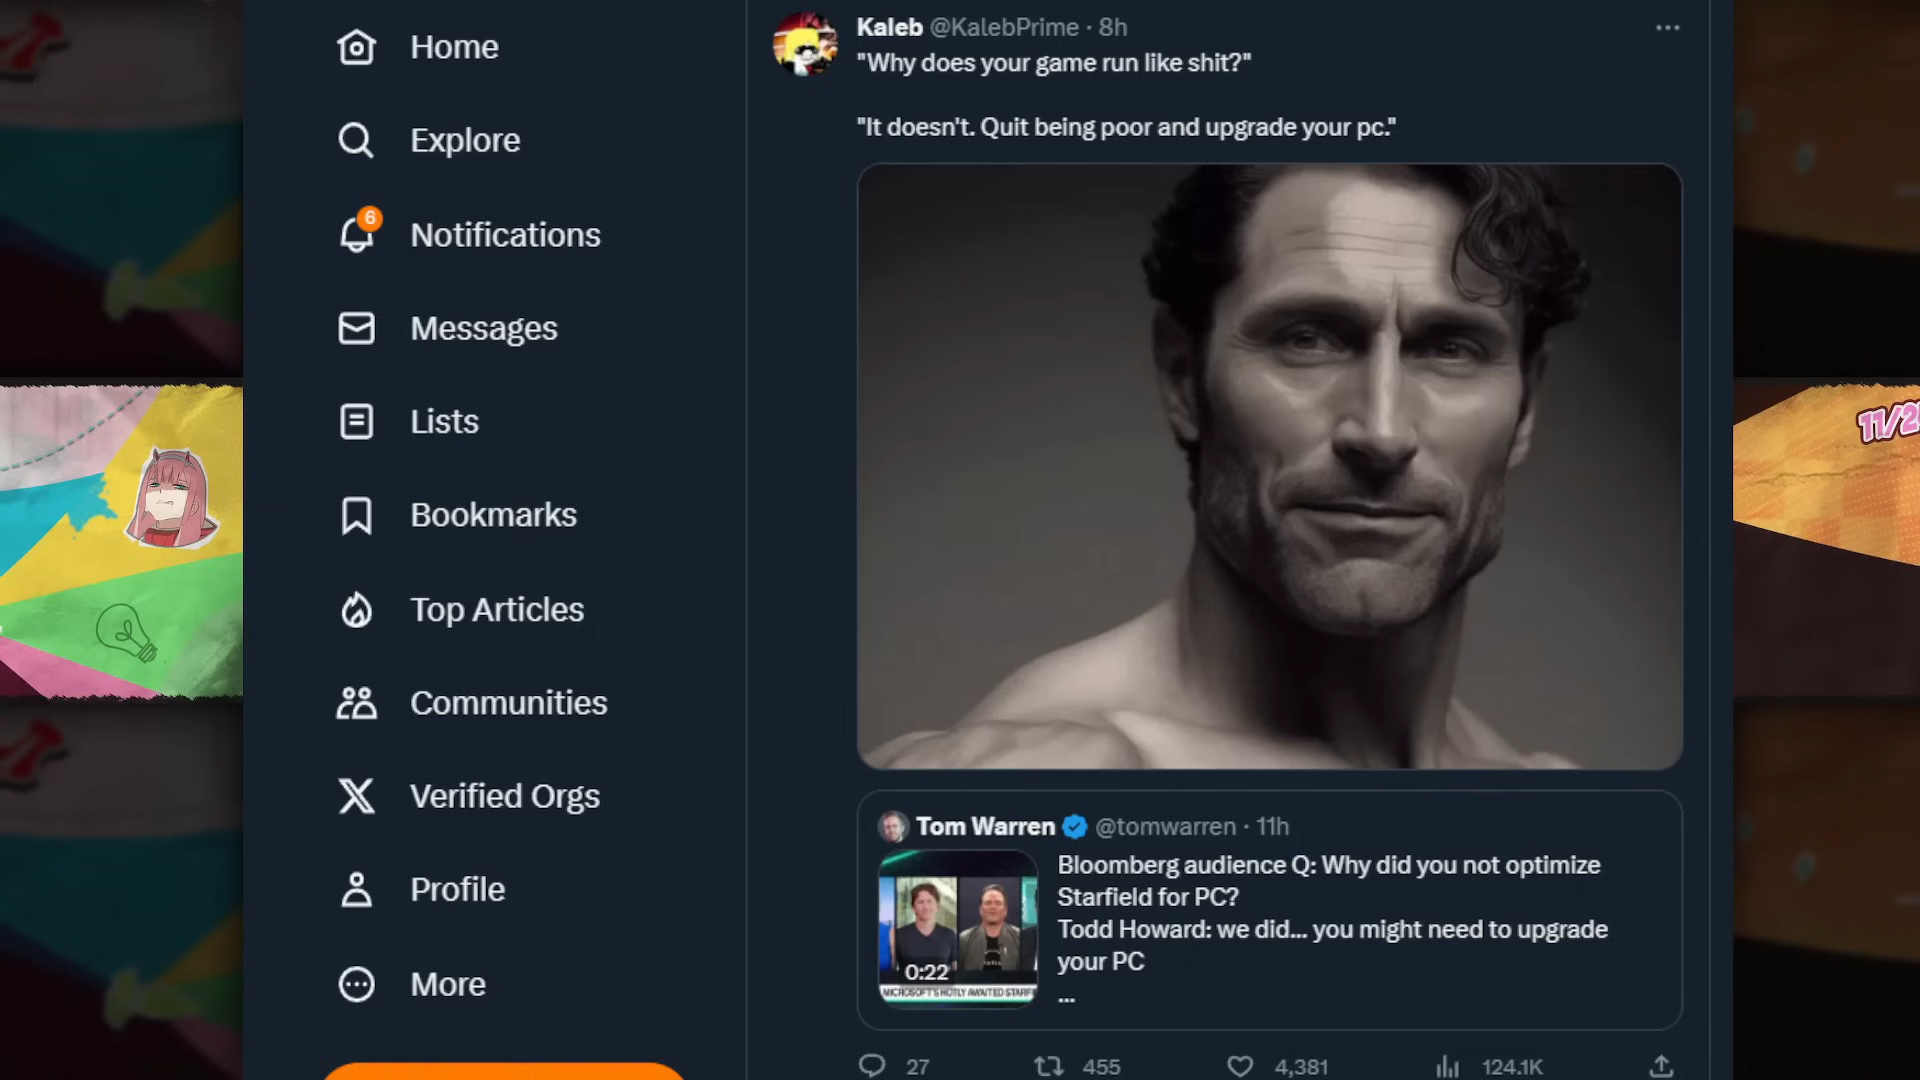 Home
Explore
6
Notifications
Messages
Lists
Bookmarks
Top Articles
Communities
Verified Orgs
Profile
More
Kaleb @KalebPrime · 8h
"Why does your game run like shit?"
"It doesn't. Quit being poor and upgrade your pc."
Tom Warren @tomwarren · 11h
Bloomberg audience Q: Why did you not optimize
Starfield for PC?
Todd Howard: we did... you might need to upgrade
your PC
...
0:22
MICROSOFT'S HOTLY AWAITED
27 455 4,381 124.1K